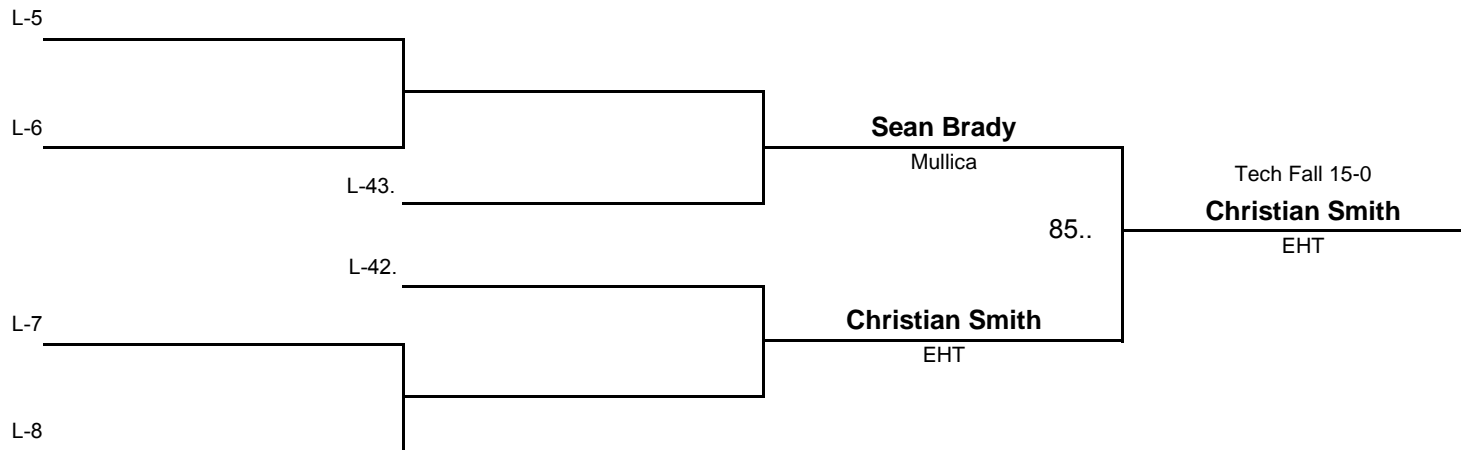 L-5
L-6
Sean Brady
Mullica
L-43.
Tech Fall 15-0
Christian Smith
EHT
85..
L-42.
L-7
Christian Smith
EHT
L-8